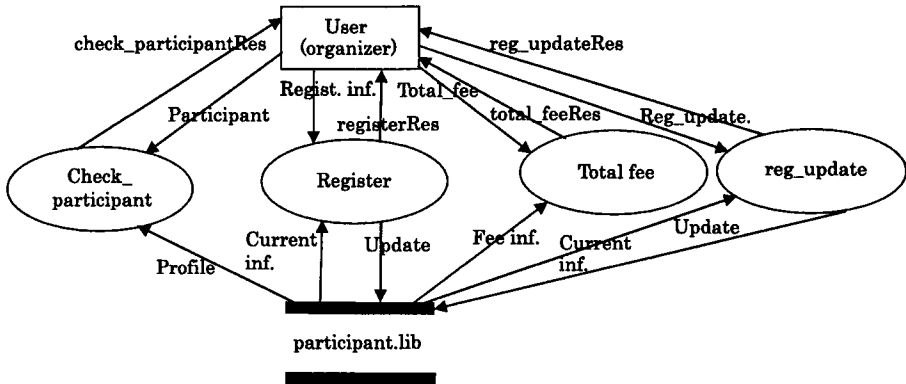 User
(organizer)
check_participantRes
reg_updateRes
Regist. inf.
Total_fee
Participant
registerRes
total_feeRes
Reg_update.
Check_
participant
Register
Total fee
reg_update
Profile
Current
inf.
Update
Fee inf.
Current
inf.
Update
participant.lib